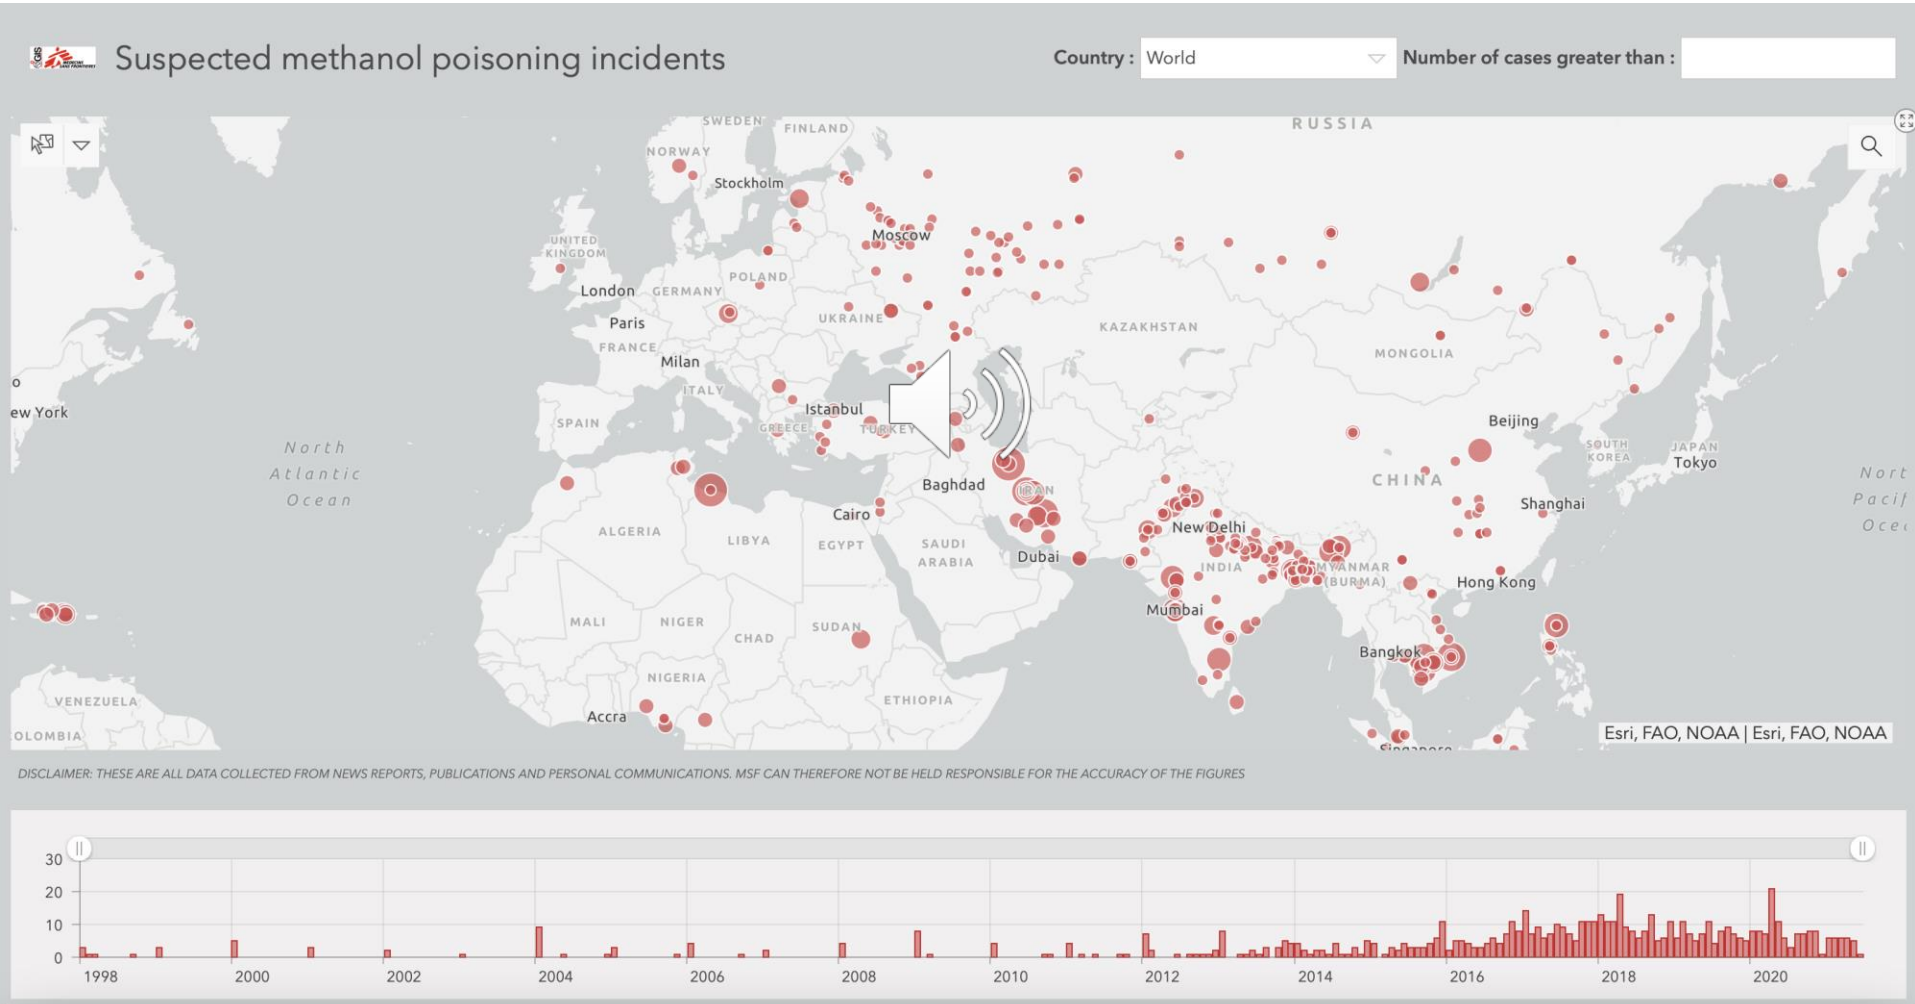 GIS
Suspected methanol poisoning incidents
Country :
World
Number of cases greater than :
SWEDEN
FINLAND
RUSSIA
NORWAY
Stockholm
Moscow
UNITED
KINGDOM
POLAND
London
GERMANY
Paris
UKRAINE
KAZAKHSTAN
FRANCE
MONGOLIA
Milan
o
ITALY
ew York
Istanbul
Beijing
SPAIN
GREECE
TURKEY
North
Atlantic
Ocean
SOUTH
KOREA
JAPAN
Tokyo
Nort
Pacif
Oce
Baghdad
IRAN
CHINA
Shanghai
Cairo
New Delhi
ALGERIA
LIBYA
EGYPT
SAUDI
ARABIA
Dubai
INDIA
MYANMAR
(BURMA)
Hong Kong
Mumbai
MALI
NIGER
CHAD
SUDAN
Bangkok
NIGERIA
VENEZUELA
ETHIOPIA
Accra
OLOMBIA
Singapore
Esri, FAO, NOAA | Esri, FAO, NOAA
DISCLAIMER: THESE ARE ALL DATA COLLECTED FROM NEWS REPORTS, PUBLICATIONS AND PERSONAL COMMUNICATIONS. MSF CAN THEREFORE NOT BE HELD RESPONSIBLE FOR THE ACCURACY OF THE FIGURES
30
20
10
0
1998 2000 2002 2004 2006 2008 2010 2012 2014 2016 2018 2020